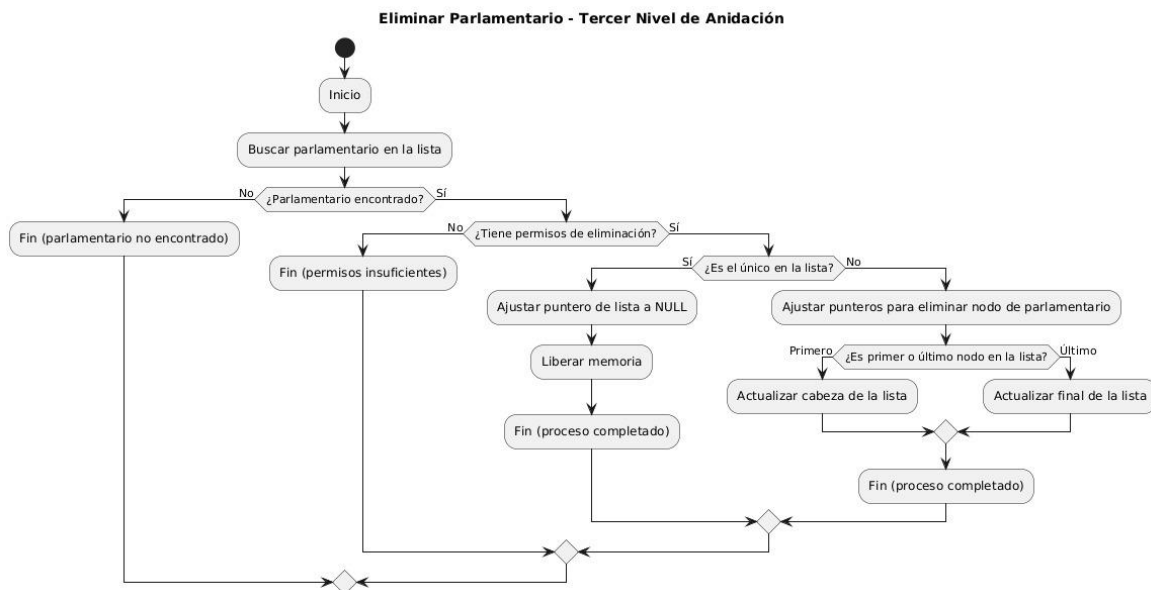 Eliminar Parlamentario - Tercer Nivel de Anidación
Inicio
Buscar parlamentario en la lista
No
¿Parlamentario encontrado?
Sí
Fin (parlamentario no encontrado)
No
¿Tiene permisos de eliminación?
Sí
Fin (permisos insuficientes)
Sí
¿Es el único en la lista?
No
Ajustar puntero de lista a NULL
Ajustar punteros para eliminar nodo de parlamentario
Liberar memoria
Primero
¿Es primer o último nodo en la lista?
Último
Actualizar cabeza de la lista
Actualizar final de la lista
Fin (proceso completado)
Fin (proceso completado)